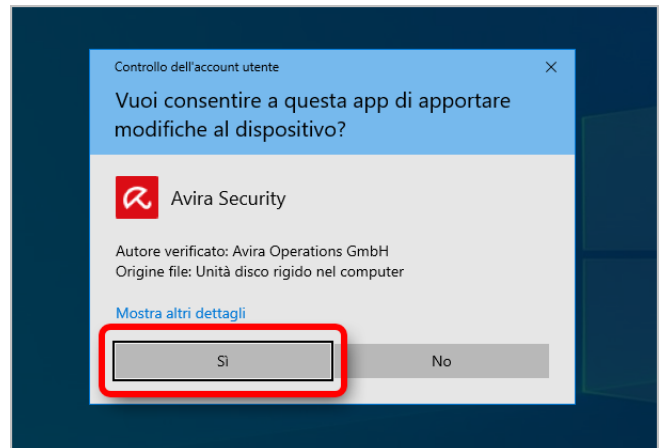 Controllo dell'account utente
Vuoi consentire a questa app di apportare
modifiche al dispositivo?
Avira Security
Autore verificato: Avira Operations GmbH
Origine file: Unità disco rigido nel computer
Mostra altri dettagli
Sì
No